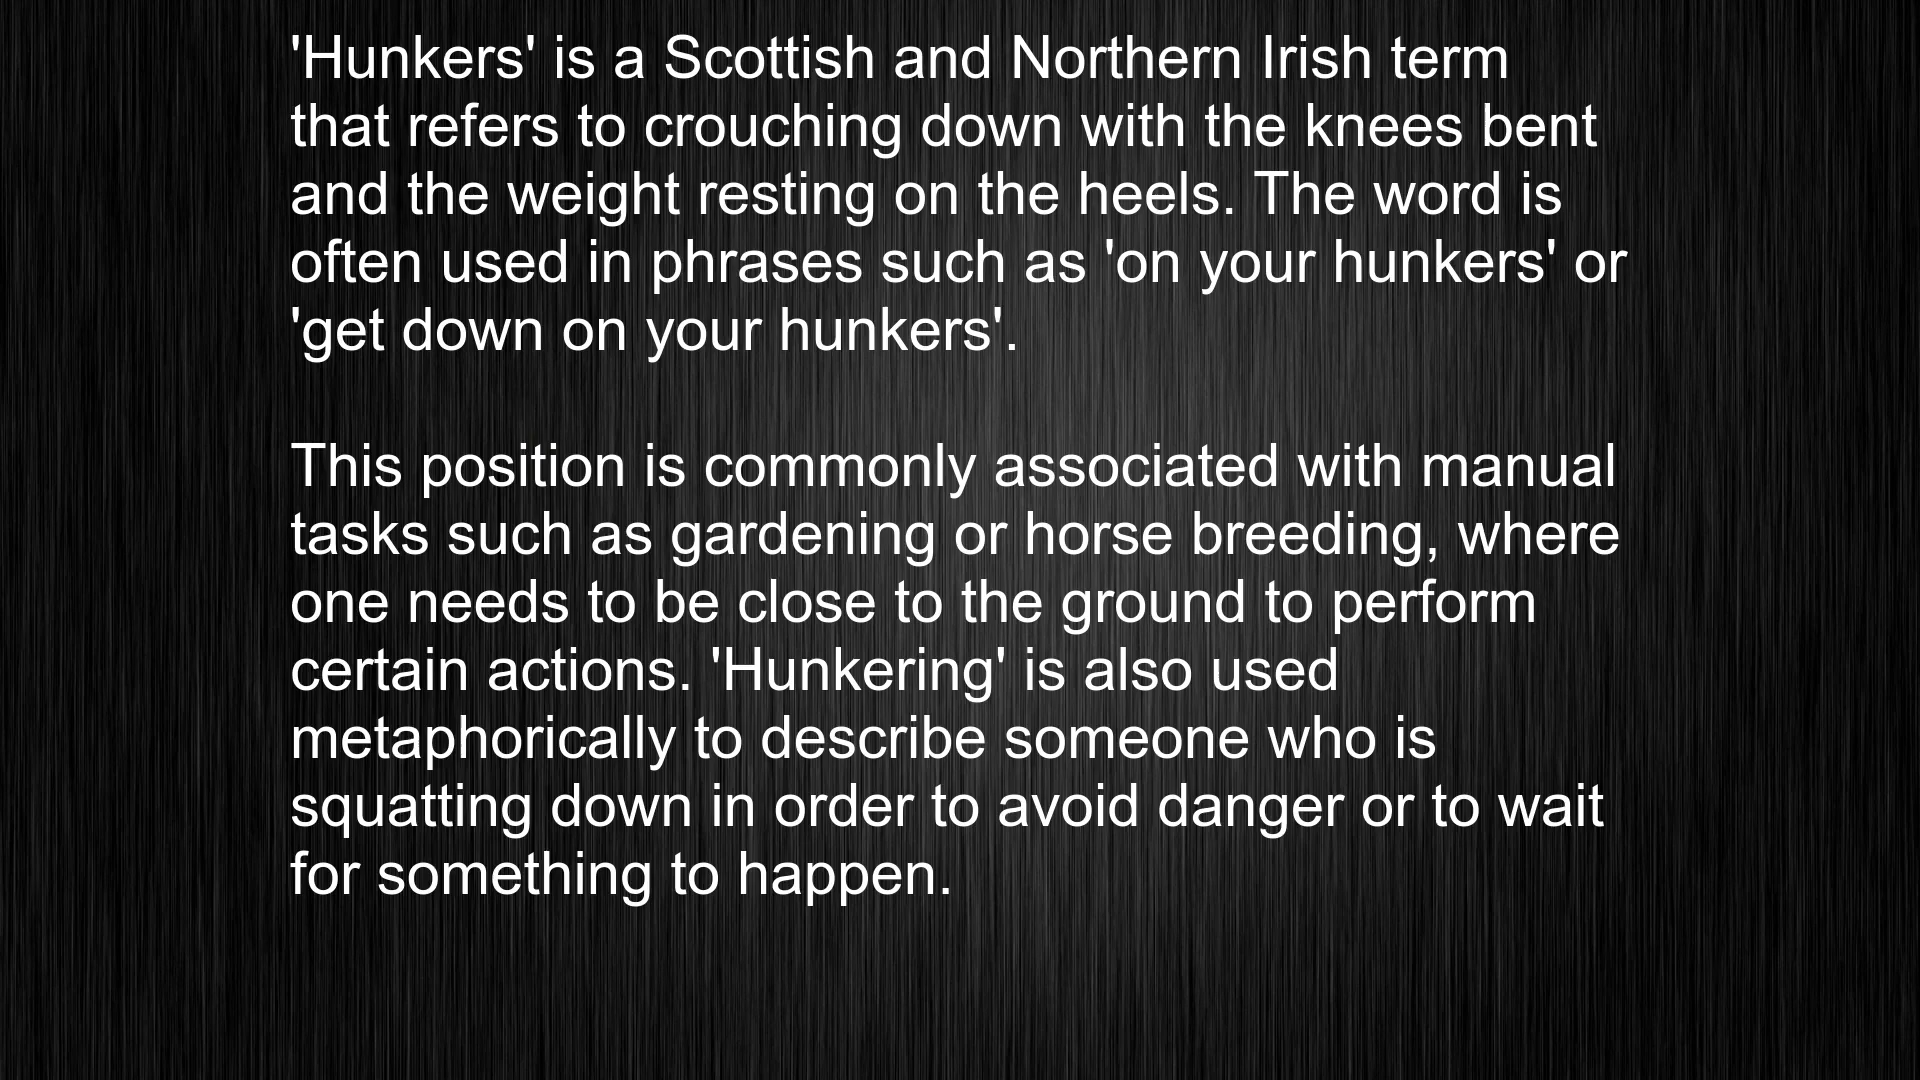 'Hunkers' is a Scottish and Northern Irish term
that refers to crouching down with the knees bent
and the weight resting on the heels. The word is
often used in phrases such as 'on your hunkers' or
'get down on your hunkers'.
This position is commonly associated with manual
tasks such as gardening or horse breeding, where
one needs to be close to the ground to perform
certain actions. 'Hunkering' is also used
metaphorically to describe someone who is
squatting down in order to avoid danger or to wait
for something to happen.